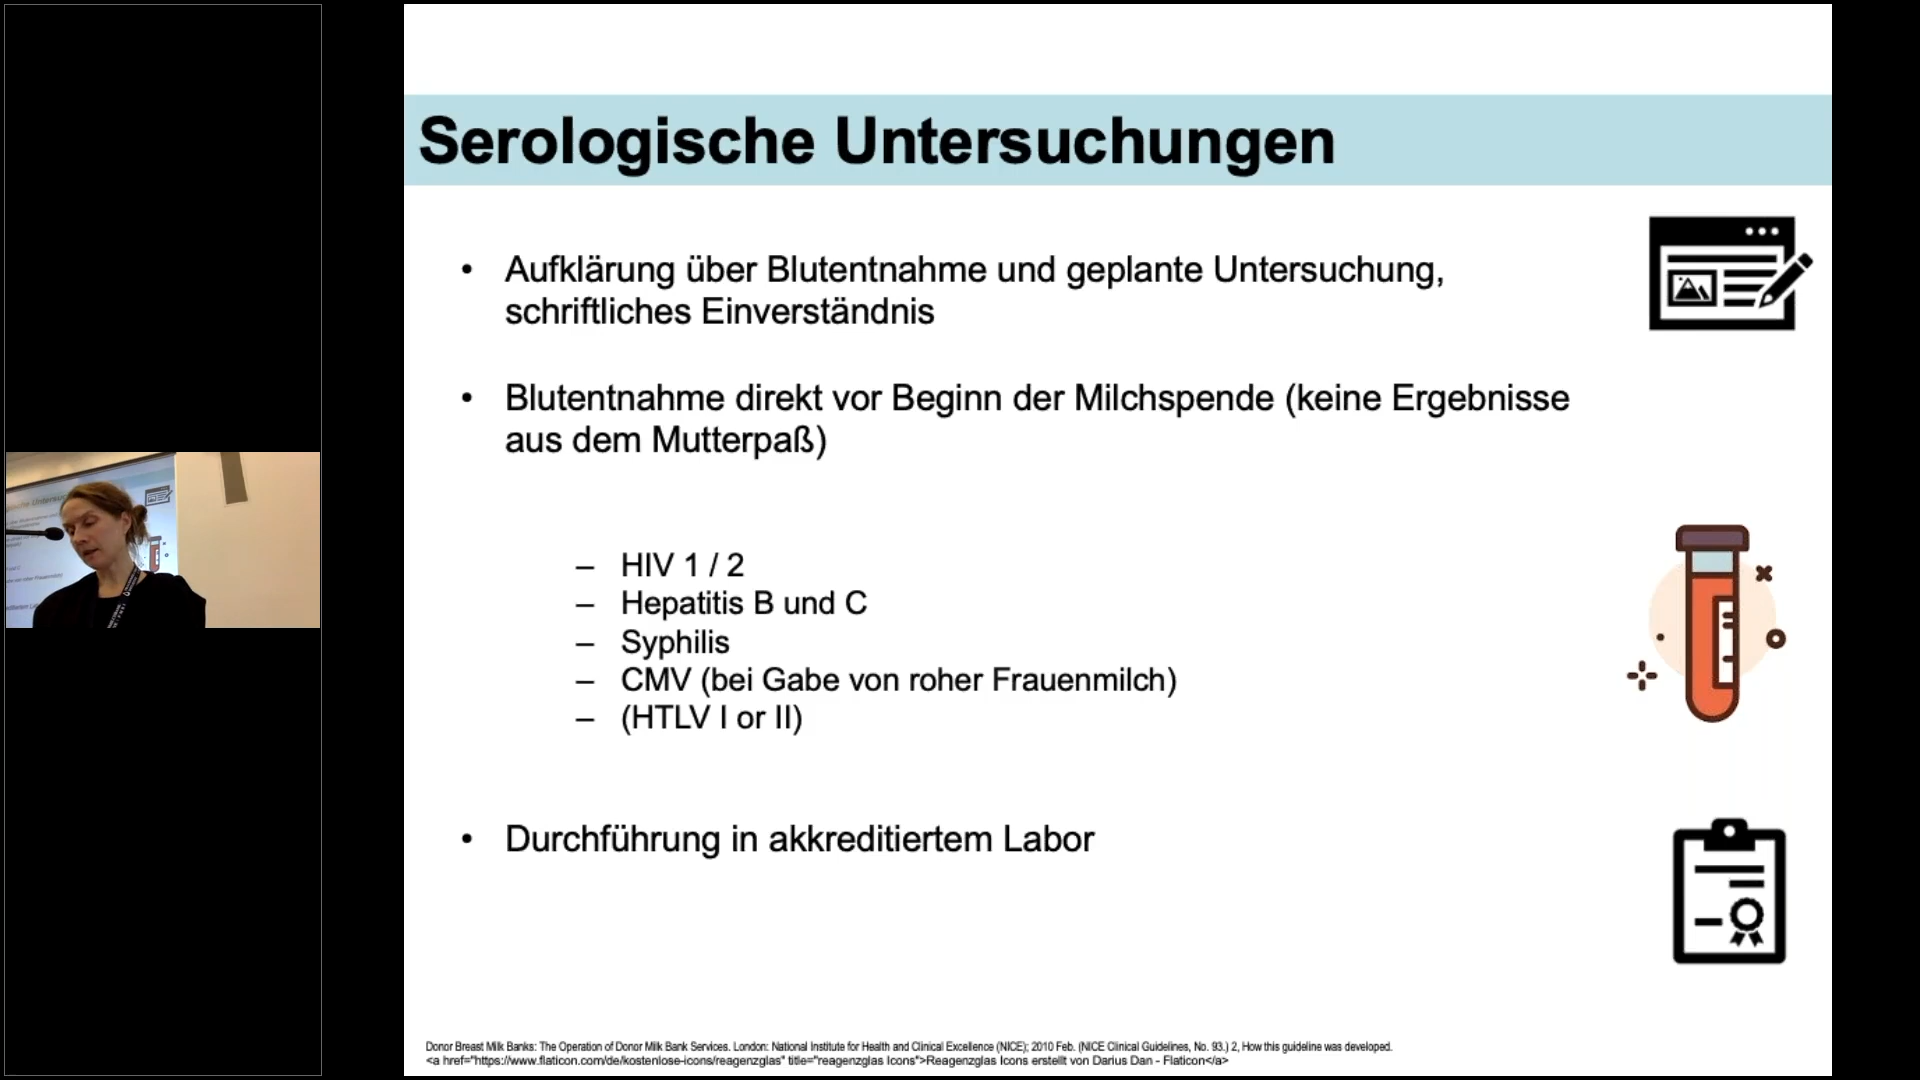 Serologische Untersuchungen
• Aufklärung über Blutentnahme und geplante Untersuchung,
schriftliches Einverständnis
• Blutentnahme direkt vor Beginn der Milchspende (keine Ergebnisse
aus dem Mutterpaß)
– HIV 1 / 2
– Hepatitis B und C
– Syphilis
– CMV (bei Gabe von roher Frauenmilch)
– (HTLV I or II)
• Durchführung in akkreditiertem Labor
Donor Breast Milk Banks: The Operation of Donor Milk Bank Services. London: National Institute for Health and Clinical Excellence (NICE); 2010 Feb. (NICE Clinical Guidelines, No. 93.) 2, How this guideline was developed.
<a href="https://www.flaticon.com/de/kostenlose-icons/reagenzglas" title="reagenzglas Icons">Reagenzglas Icons erstellt von Darius Dan - Flaticon</a>